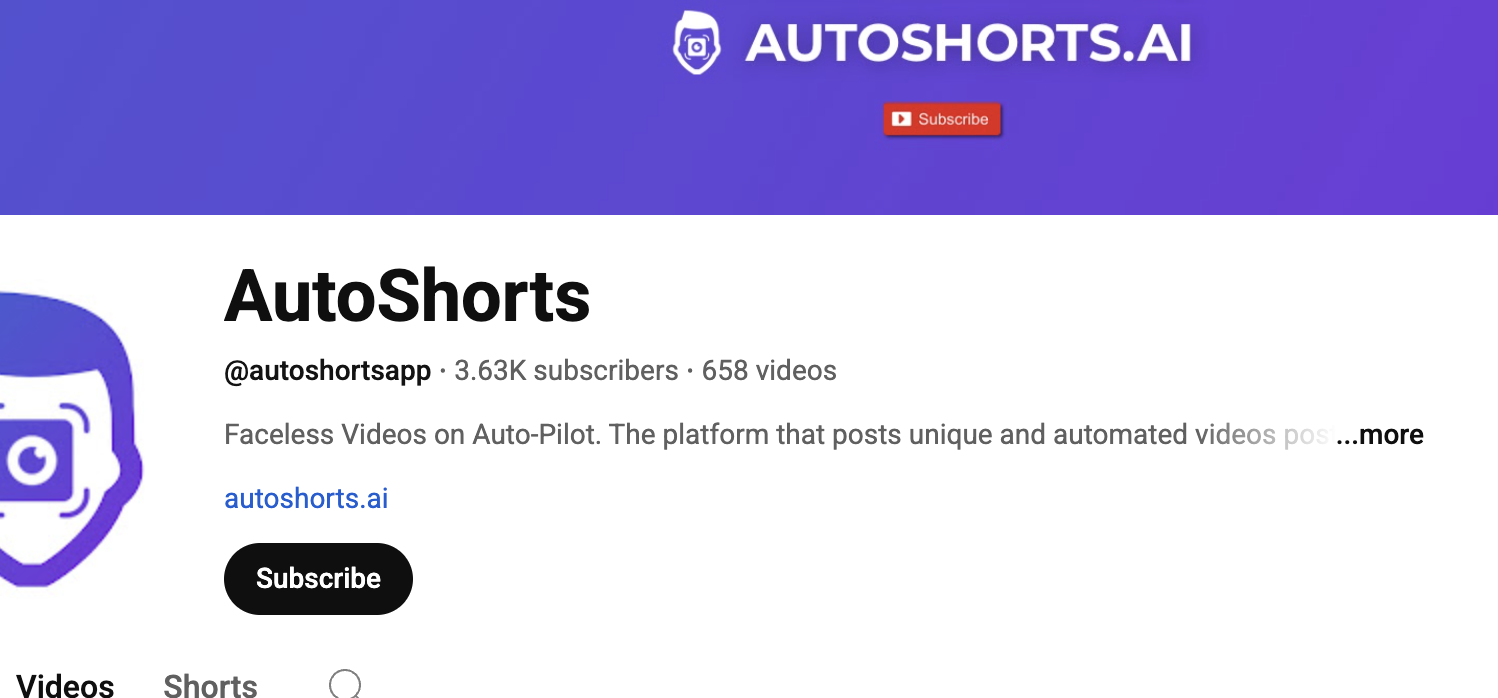 AUTOSHORTS.AI
Subscribe
AutoShorts
@autoshortsapp · 3.63K subscribers · 658 videos
Faceless Videos on Auto-Pilot. The platform that posts unique and automated videos pos ...more
autoshorts.ai
Subscribe
Videos Shorts